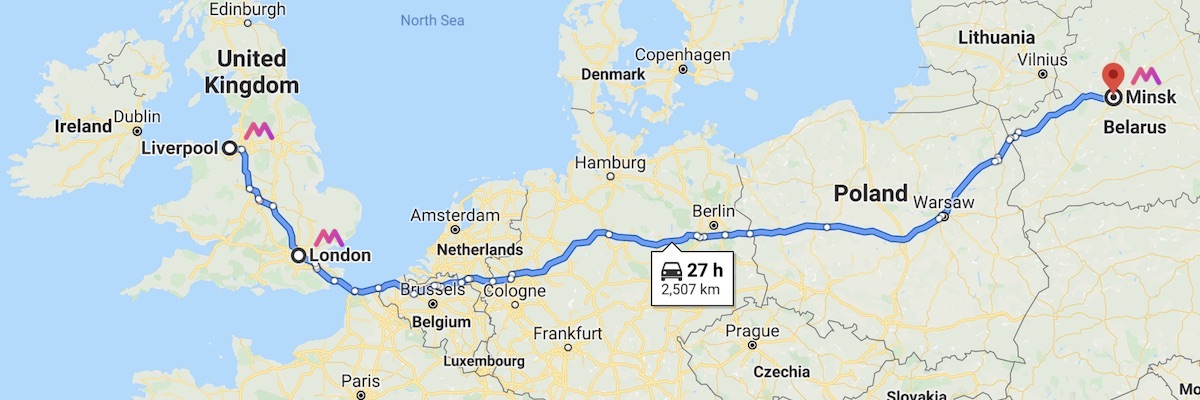 Edinburgh
North Sea
United
Kingdom
Copenhagen
Denmark
Lithuania
Vilnius
Minsk
Belarus
Dublin
Ireland
Liverpool
Hamburg
Poland
Warsaw
Berlin
Amsterdam
Netherlands
London
27 h
2,507 km
Brussels
Cologne
Belgium
Frankfurt
Prague
Luxembourg
Czechia
Paris
Slovakia
Mo